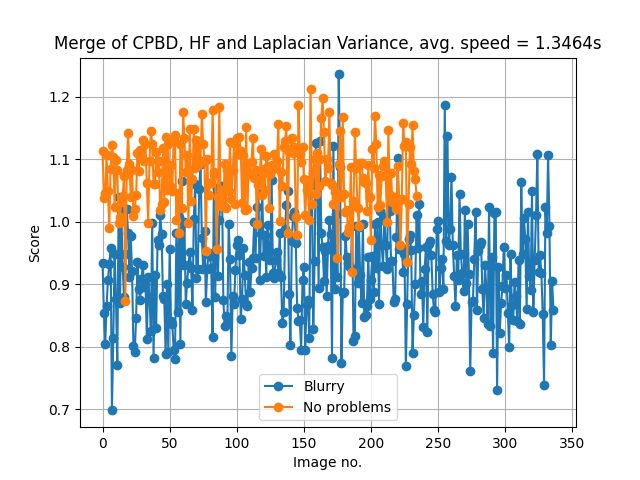 Merge of CPBD, HF and Laplacian Variance, avg. speed = 1.3464s
1.2
1.1
1.0
0.9
0.8
0.7
Score
Blurry
No problems
0 50 100 150 200 250 300 350
Image no.